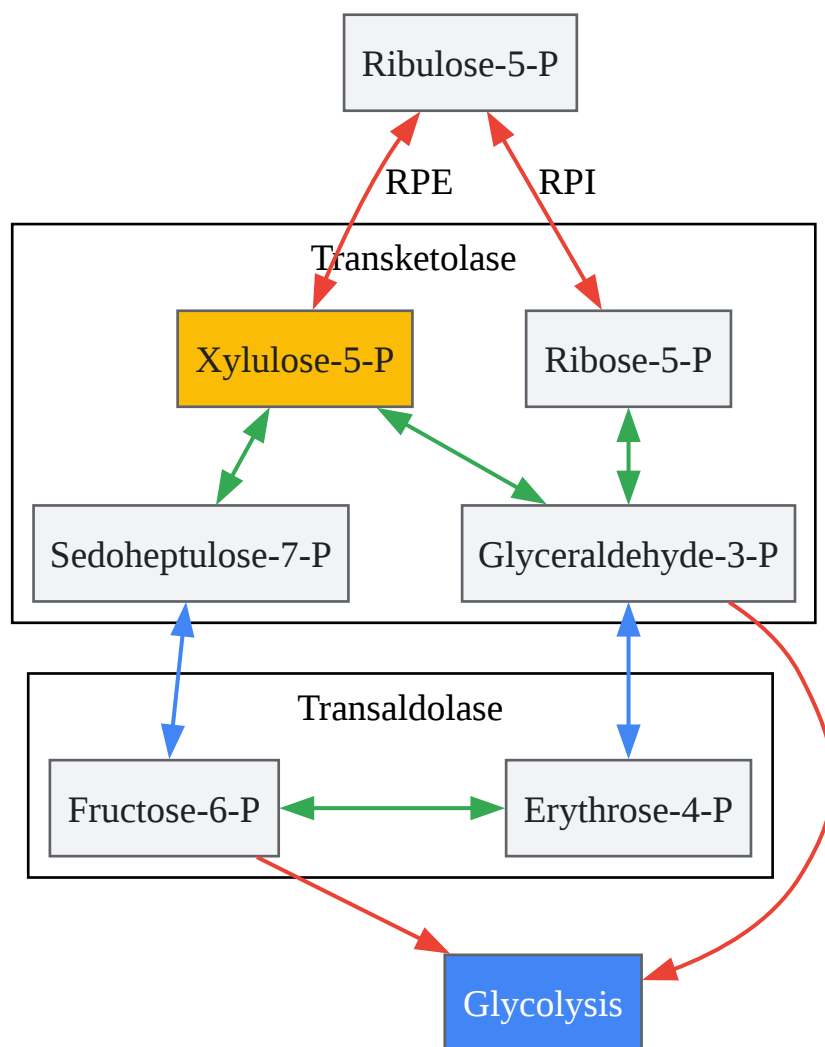 Ribulose-5-P
RPE
RPI
Transketolase
Xylulose-5-P
Ribose-5-P
Sedoheptulose-7-P
Glyceraldehyde-3-P
Transaldolase
Fructose-6-P
Erythrose-4-P
Glycolysis